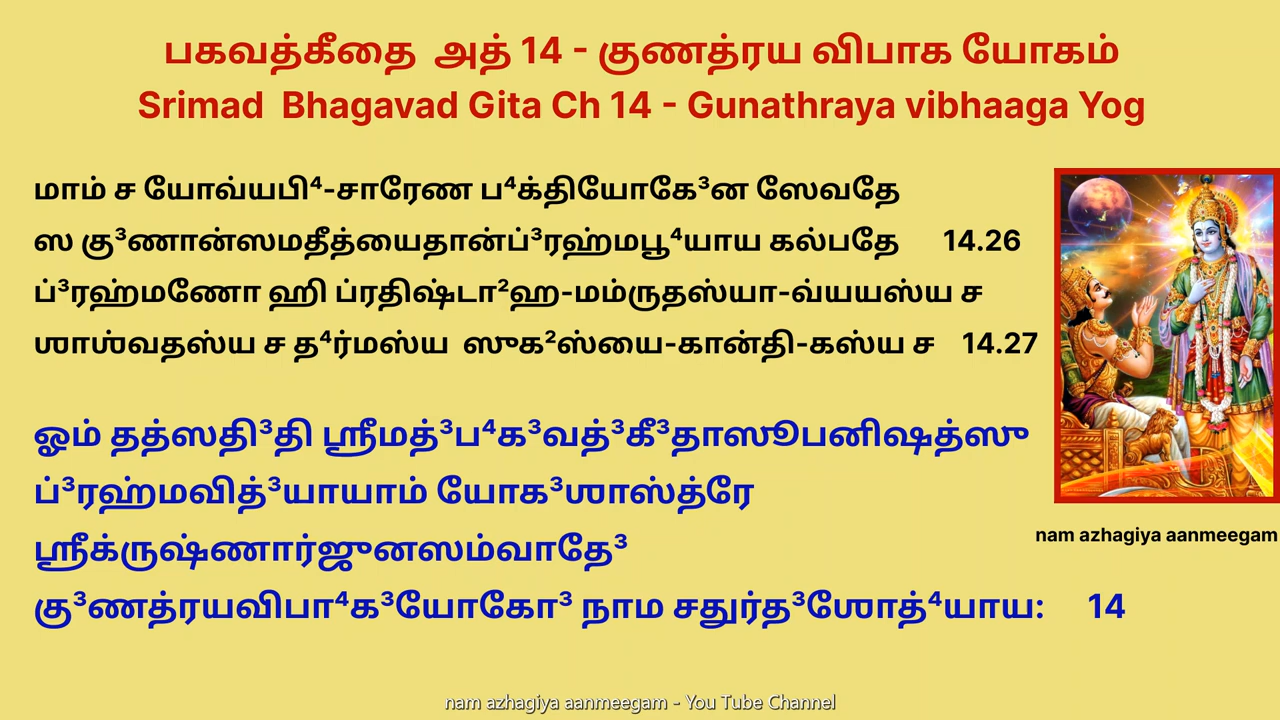 பகவத்கீதை அத் 14 - குணத்ரய விபாக யோகம்
Srimad Bhagavad Gita Ch 14 - Gunathraya vibhaaga Yog
மாம் ச யோவ்யபி⁴-சாரேண ப⁴க்தியோகே³ன ஸேவதே
ஸ கு³ணான்ஸமதீத்யைதான்ப்³ரஹ்மபூ⁴யாய கல்பதே 14.26
ப்³ரஹ்மணோ ஹி ப்ரதிஷ்டா²ஹ-மம்ருதஸ்யா-வ்யயஸ்ய ச
ஶாஶ்வதஸ்ய ச த⁴ர்மஸ்ய ஸுக²ஸ்யை-காந்தி-கஸ்ய ச 14.27
ஓம் தத்ஸதி³தி ஶ்ரீமத்³ப⁴க³வத்³கீ³தாஸூபனிஷத்ஸு
ப்³ரஹ்மவித்³யாயாம் யோக³ஶாஸ்த்ரே
ஶ்ரீக்ருஷ்ணார்ஜுனஸம்வாதே³
கு³ணத்ரயவிபா⁴க³யோகோ³ நாம சதுர்த³ஶோத்⁴யாய: 14
nam azhagiya aanmeegam
nam azhagiya aanmeegam - You Tube Channel